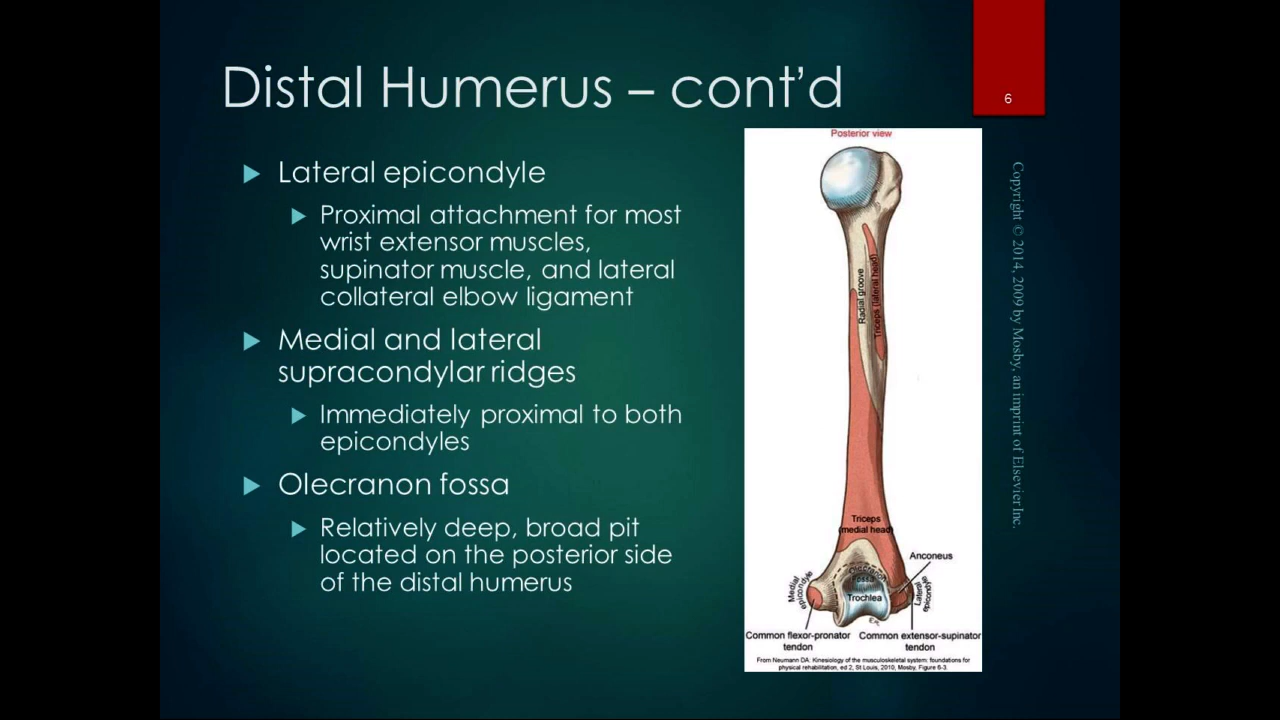 Distal Humerus – cont’d
6
Lateral epicondyle
Proximal attachment for most
wrist extensor muscles,
supinator muscle, and lateral
collateral elbow ligament
Medial and lateral
supracondylar ridges
Immediately proximal to both
epicondyles
Olecranon fossa
Relatively deep, broad pit
located on the posterior side
of the distal humerus
Posterior view
Radial groove
Triceps (lateral head)
Triceps
(medial head)
Anconeus
Medial
epicondyle
Olecranon
Fossa
Trochlea
Lateral
epicondyle
Common flexor-pronator
tendon
Common extensor-supinator
tendon
From Neumann DA: Kinesiology of the musculoskeletal system: foundations for
physical rehabilitation, ed 2, St Louis, 2010, Mosby, Figure 6-3.
Copyright © 2014, 2009 by Mosby, an imprint of Elsevier Inc.